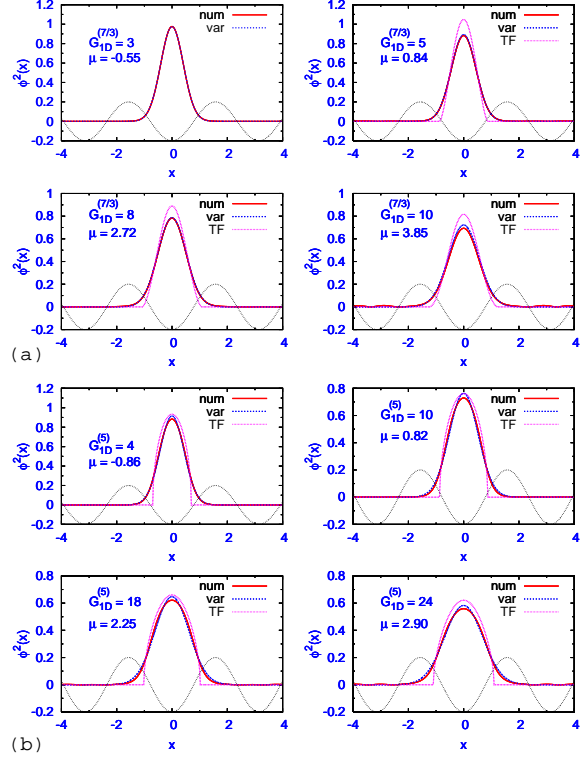 1.2
1
0.8
0.6
0.4
0.2
0
-0.2
-4 -2 0 2 4
x
ϕ²(x)
G₁D^(7/3) = 3
μ = -0.55
num
var
1.2
1
0.8
0.6
0.4
0.2
0
-0.2
-4 -2 0 2 4
x
ϕ²(x)
G₁D^(7/3) = 5
μ = 0.84
num
var
TF
1
0.8
0.6
0.4
0.2
0
-0.2
-4 -2 0 2 4
x
ϕ²(x)
G₁D^(7/3) = 8
μ = 2.72
num
var
TF
1
0.8
0.6
0.4
0.2
0
-0.2
-4 -2 0 2 4
x
ϕ²(x)
G₁D^(7/3) = 10
μ = 3.85
num
var
TF
(a)
1.2
1
0.8
0.6
0.4
0.2
0
-0.2
-4 -2 0 2 4
x
ϕ²(x)
G₁D^(5) = 4
μ = -0.86
num
var
TF
0.8
0.6
0.4
0.2
0
-0.2
-4 -2 0 2 4
x
ϕ²(x)
G₁D^(5) = 10
μ = 0.82
num
var
TF
0.8
0.6
0.4
0.2
0
-0.2
-4 -2 0 2 4
x
ϕ²(x)
G₁D^(5) = 18
μ = 2.25
num
var
TF
0.8
0.6
0.4
0.2
0
-0.2
-4 -2 0 2 4
x
ϕ²(x)
G₁D^(5) = 24
μ = 2.90
num
var
TF
(b)